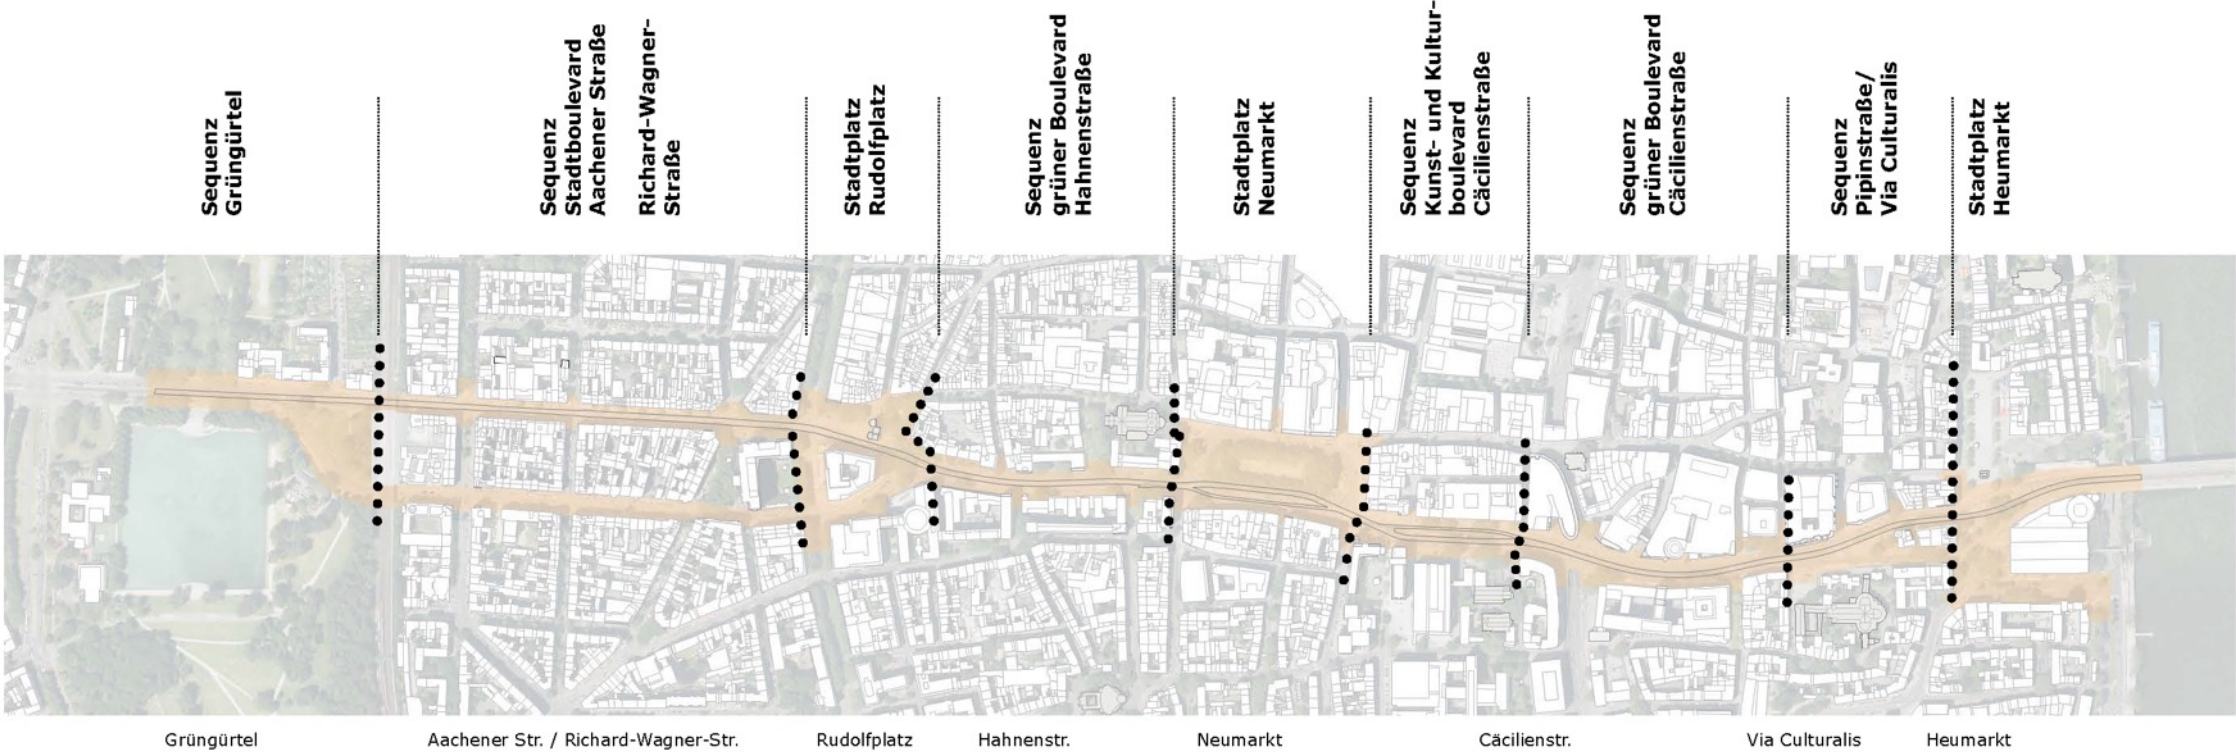 Sequenz
Grüngürtel
Sequenz
Stadtboulevard
Aachener Straße
Richard-Wagner-
Straße
Stadtplatz
Rudolfplatz
Sequenz
grüner Boulevard
Hahnenstraße
Stadtplatz
Neumarkt
Sequenz
Kunst- und Kultur-
boulevard
Cäcilienstraße
Sequenz
grüner Boulevard
Cäcilienstraße
Sequenz
Pipinstraße/
Via Culturalis
Stadtplatz
Heumarkt
Grüngürtel
Aachener Str. / Richard-Wagner-Str.
Rudolfplatz
Hahnenstr.
Neumarkt
Cäcilienstr.
Via Culturalis
Heumarkt